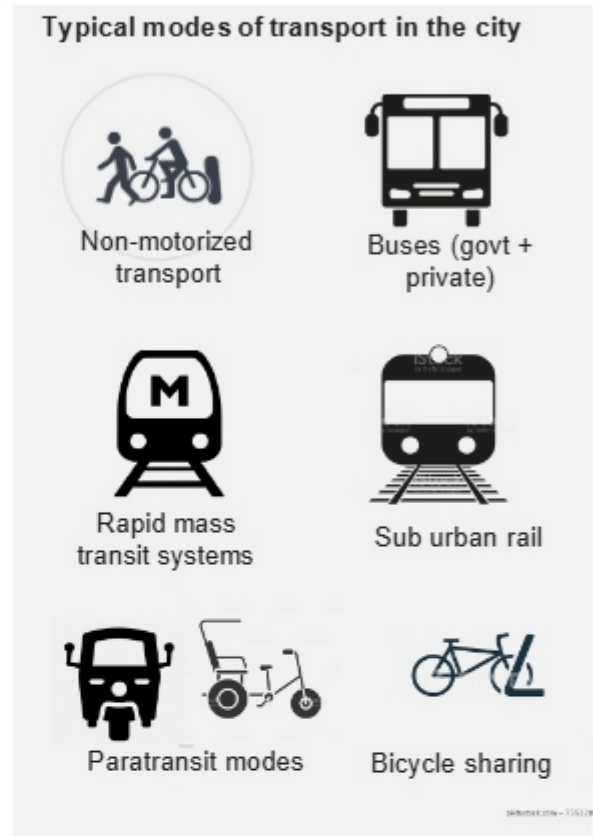 Typical modes of transport in the city
Non-motorized
transport
Buses (govt +
private)
M
Rapid mass
transit systems
iStock
Sub urban rail
Paratransit modes
Bicycle sharing